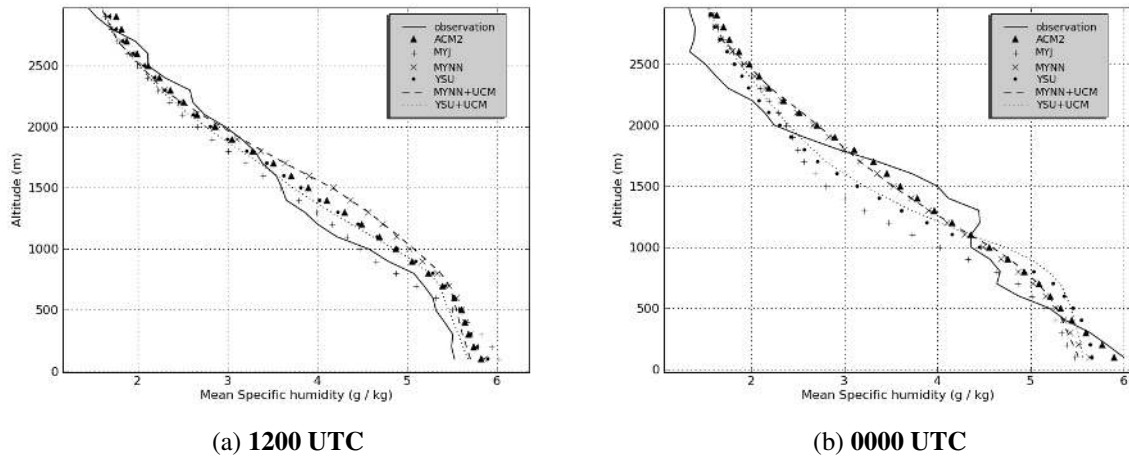 observation
ACM2
MYJ
MYNN
YSU
MYNN+UCM
YSU+UCM
2500
2000
1500
1000
500
0
Altitude (m)
2 3 4 5 6
Mean Specific humidity (g / kg)
(a) 1200 UTC
observation
ACM2
MYJ
MYNN
YSU
MYNN+UCM
YSU+UCM
2500
2000
1500
1000
500
0
Altitude (m)
2 3 4 5 6
Mean Specific humidity (g / kg)
(b) 0000 UTC